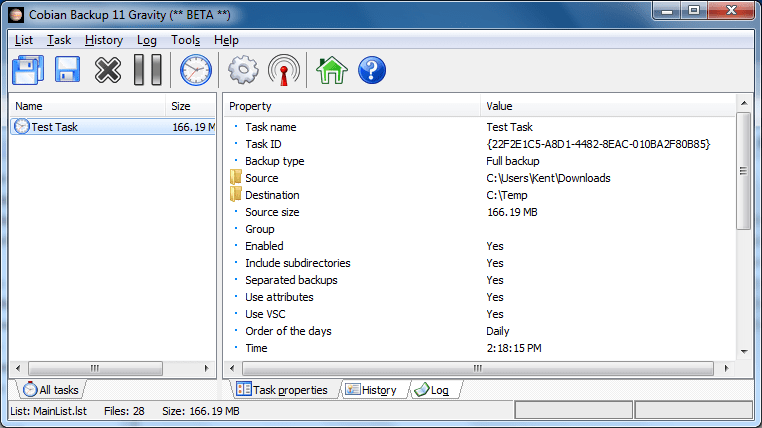 Cobian Backup 11 Gravity (** BETA **)
List Task History Log Tools Help
Name Size
Test Task 166.19 M
Property Value
Task name Test Task
Task ID {22F2E1C5-A8D1-4482-8EAC-010BA2F80B85}
Backup type Full backup
Source C:\Users\Kent\Downloads
Destination C:\Temp
Source size 166.19 MB
Group
Enabled Yes
Include subdirectories Yes
Separated backups Yes
Use attributes Yes
Use VSC Yes
Order of the days Daily
Time 2:18:15 PM
All tasks
Task properties History Log
List: MainList.lst Files: 28 Size: 166.19 MB